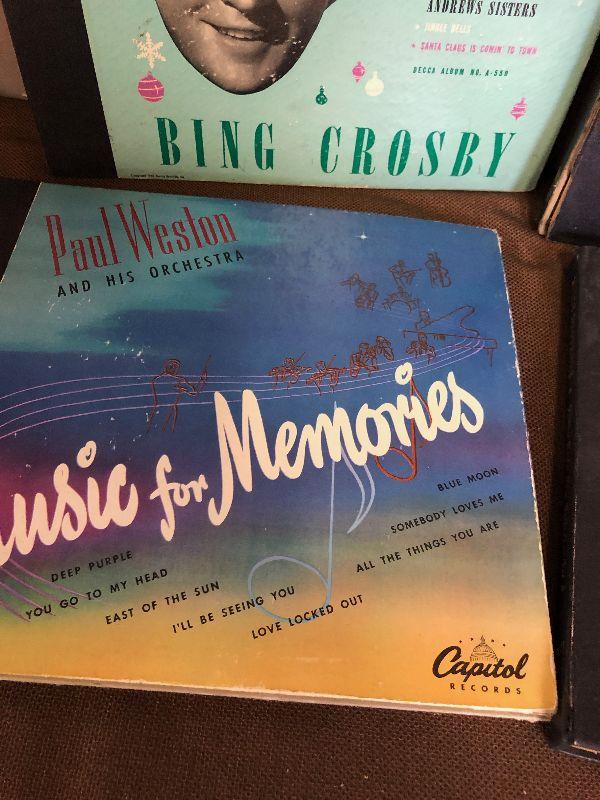 ANDREWS SISTERS
JINGLE BELLS
SANTA CLAUS IS COMIN' TO TOWN
DECCA ALBUM NO. A-550
BING CROSBY
Paul Weston
AND HIS ORCHESTRA
Music for Memories
DEEP PURPLE
YOU GO TO MY HEAD
EAST OF THE SUN
I'LL BE SEEING YOU
LOVE LOCKED OUT
BLUE MOON
SOMEBODY LOVES ME
ALL THE THINGS YOU ARE
Capitol
RECORDS